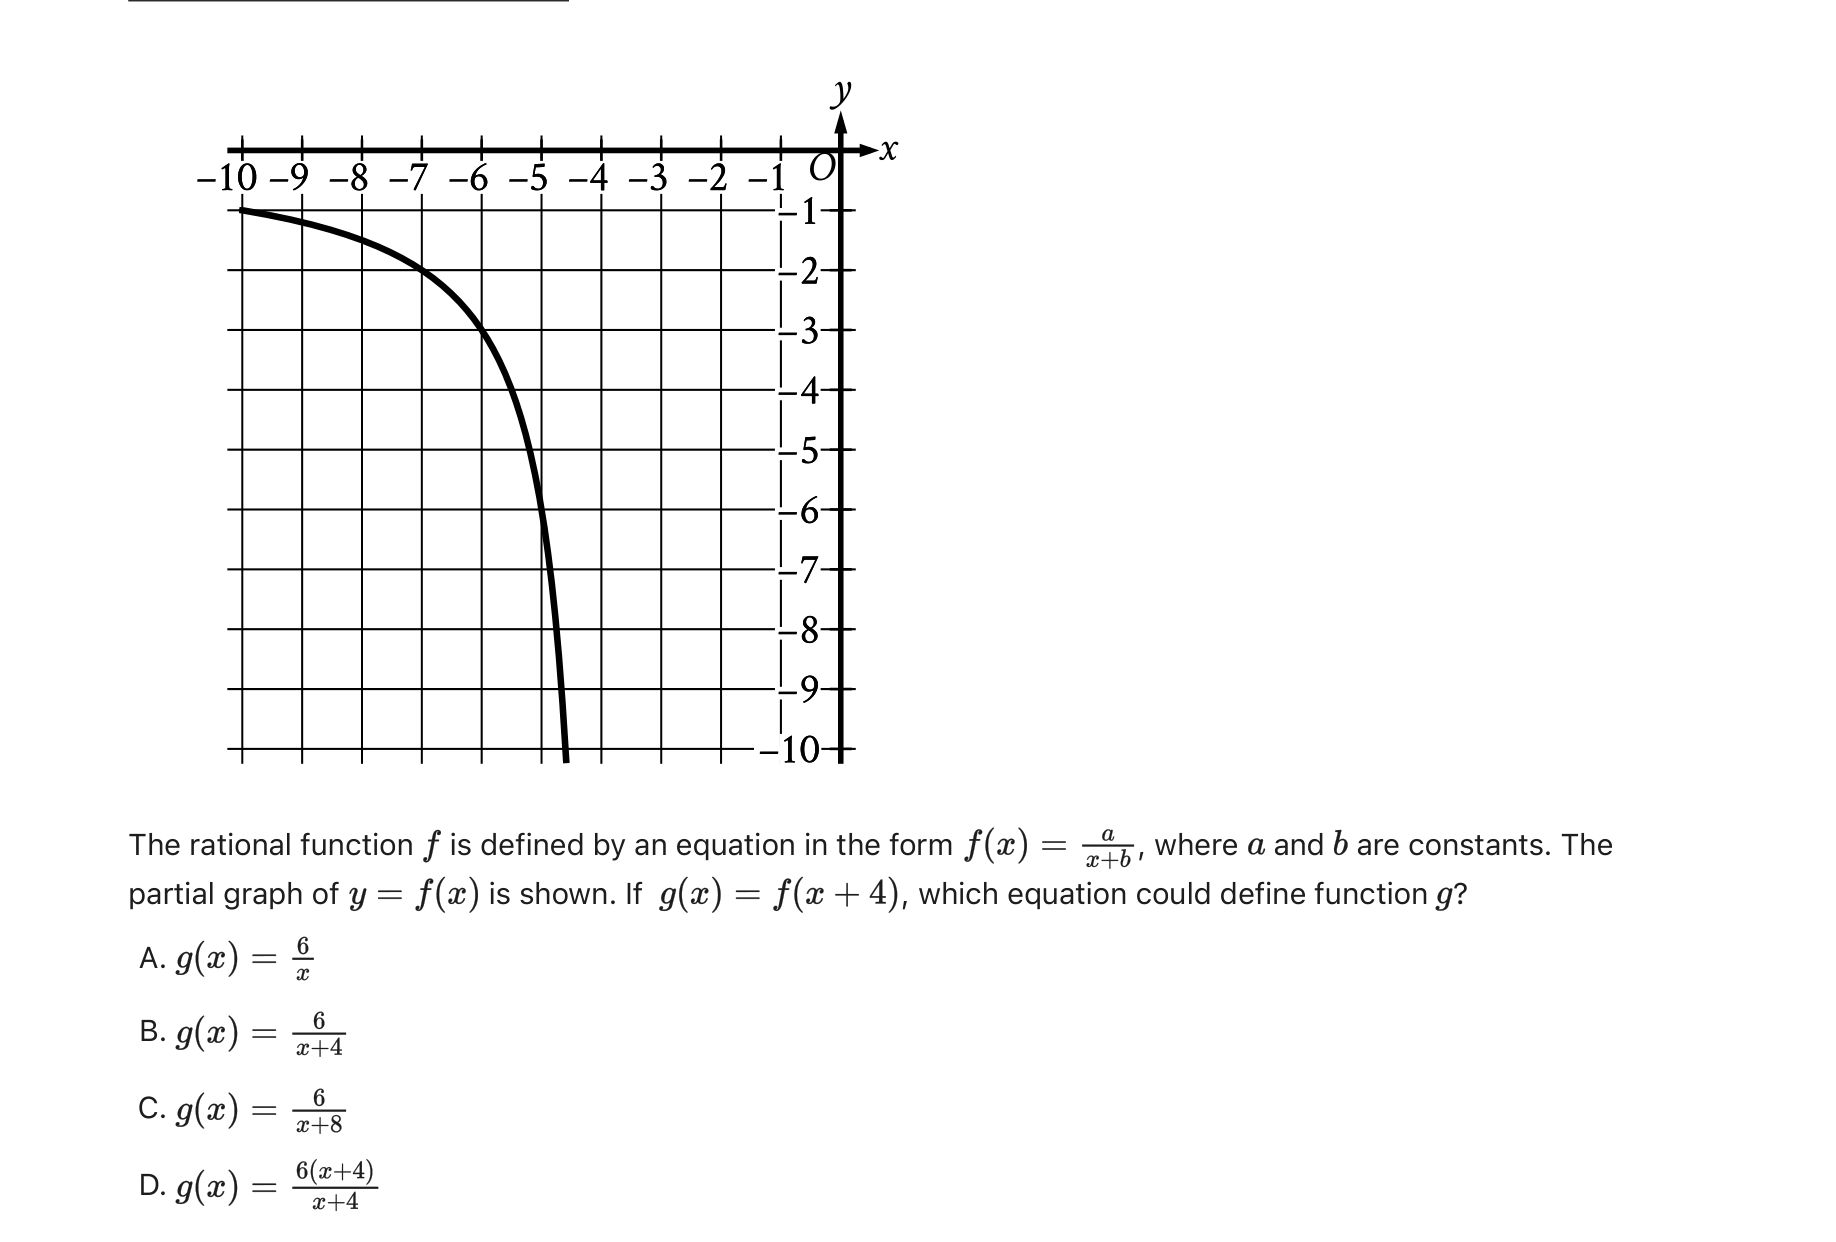 y
x
−10 −9 −8 −7 −6 −5 −4 −3 −2 −1 O
−1
−2
−3
−4
−5
−6
−7
−8
−9
−10
The rational function f is defined by an equation in the form f(x) = a/(x+b), where a and b are constants. The
partial graph of y = f(x) is shown. If g(x) = f(x + 4), which equation could define function g?
A. g(x) = 6/x
B. g(x) = 6/(x+4)
C. g(x) = 6/(x+8)
D. g(x) = 6(x+4)/(x+4)